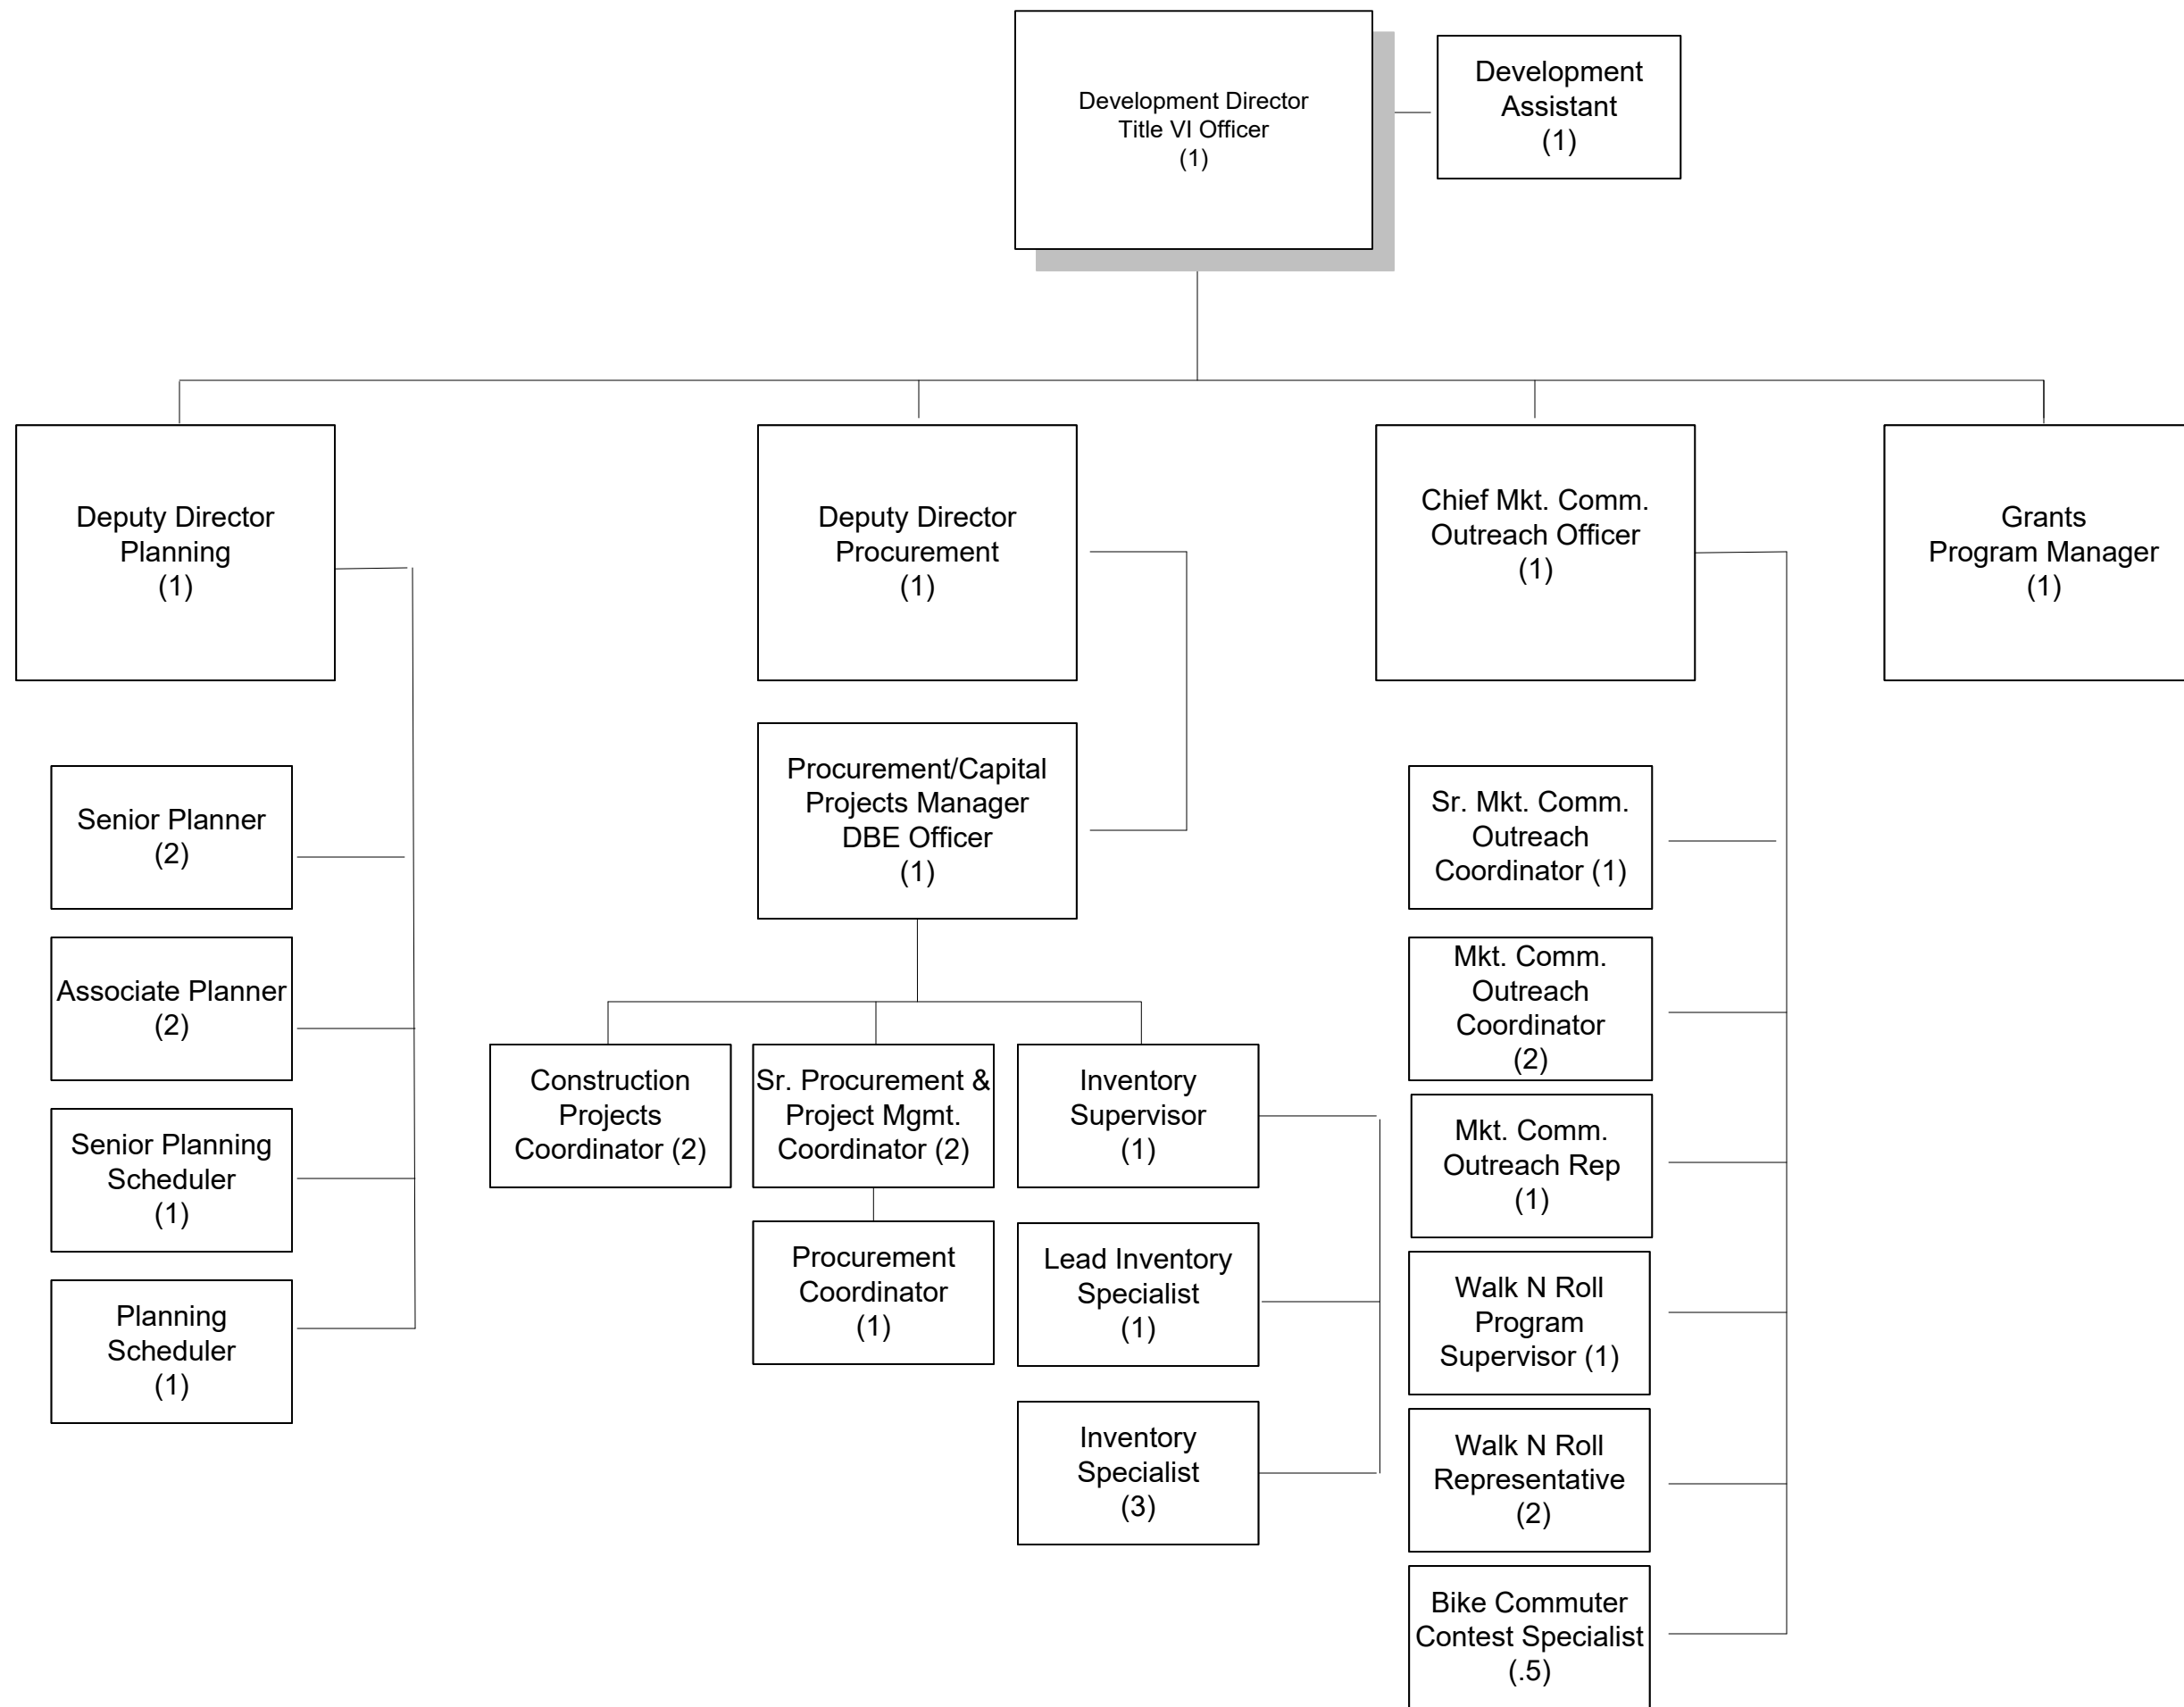 Development Director
Title VI Officer
(1)
Development
Assistant
(1)
Deputy Director
Planning
(1)
Deputy Director
Procurement
(1)
Chief Mkt. Comm.
Outreach Officer
(1)
Grants
Program Manager
(1)
Senior Planner
(2)
Associate Planner
(2)
Senior Planning
Scheduler
(1)
Planning
Scheduler
(1)
Procurement/Capital
Projects Manager
DBE Officer
(1)
Construction
Projects
Coordinator (2)
Sr. Procurement &
Project Mgmt.
Coordinator (2)
Procurement
Coordinator
(1)
Inventory
Supervisor
(1)
Lead Inventory
Specialist
(1)
Inventory
Specialist
(3)
Sr. Mkt. Comm.
Outreach
Coordinator (1)
Mkt. Comm.
Outreach
Coordinator
(2)
Mkt. Comm.
Outreach Rep
(1)
Walk N Roll
Program
Supervisor (1)
Walk N Roll
Representative
(2)
Bike Commuter
Contest Specialist
(.5)